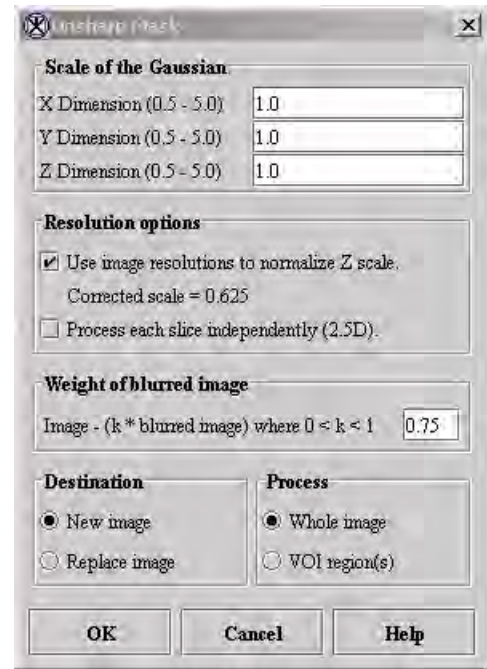 Unsharp Mask
Scale of the Gaussian
X Dimension (0.5 - 5.0) 1.0
Y Dimension (0.5 - 5.0) 1.0
Z Dimension (0.5 - 5.0) 1.0
Resolution options
Use image resolutions to normalize Z scale.
Corrected scale = 0.625
Process each slice independently (2.5D).
Weight of blurred image
Image - (k * blurred image) where 0 < k < 1 0.75
Destination
New image
Replace image
Process
Whole image
VOI region(s)
OK Cancel Help